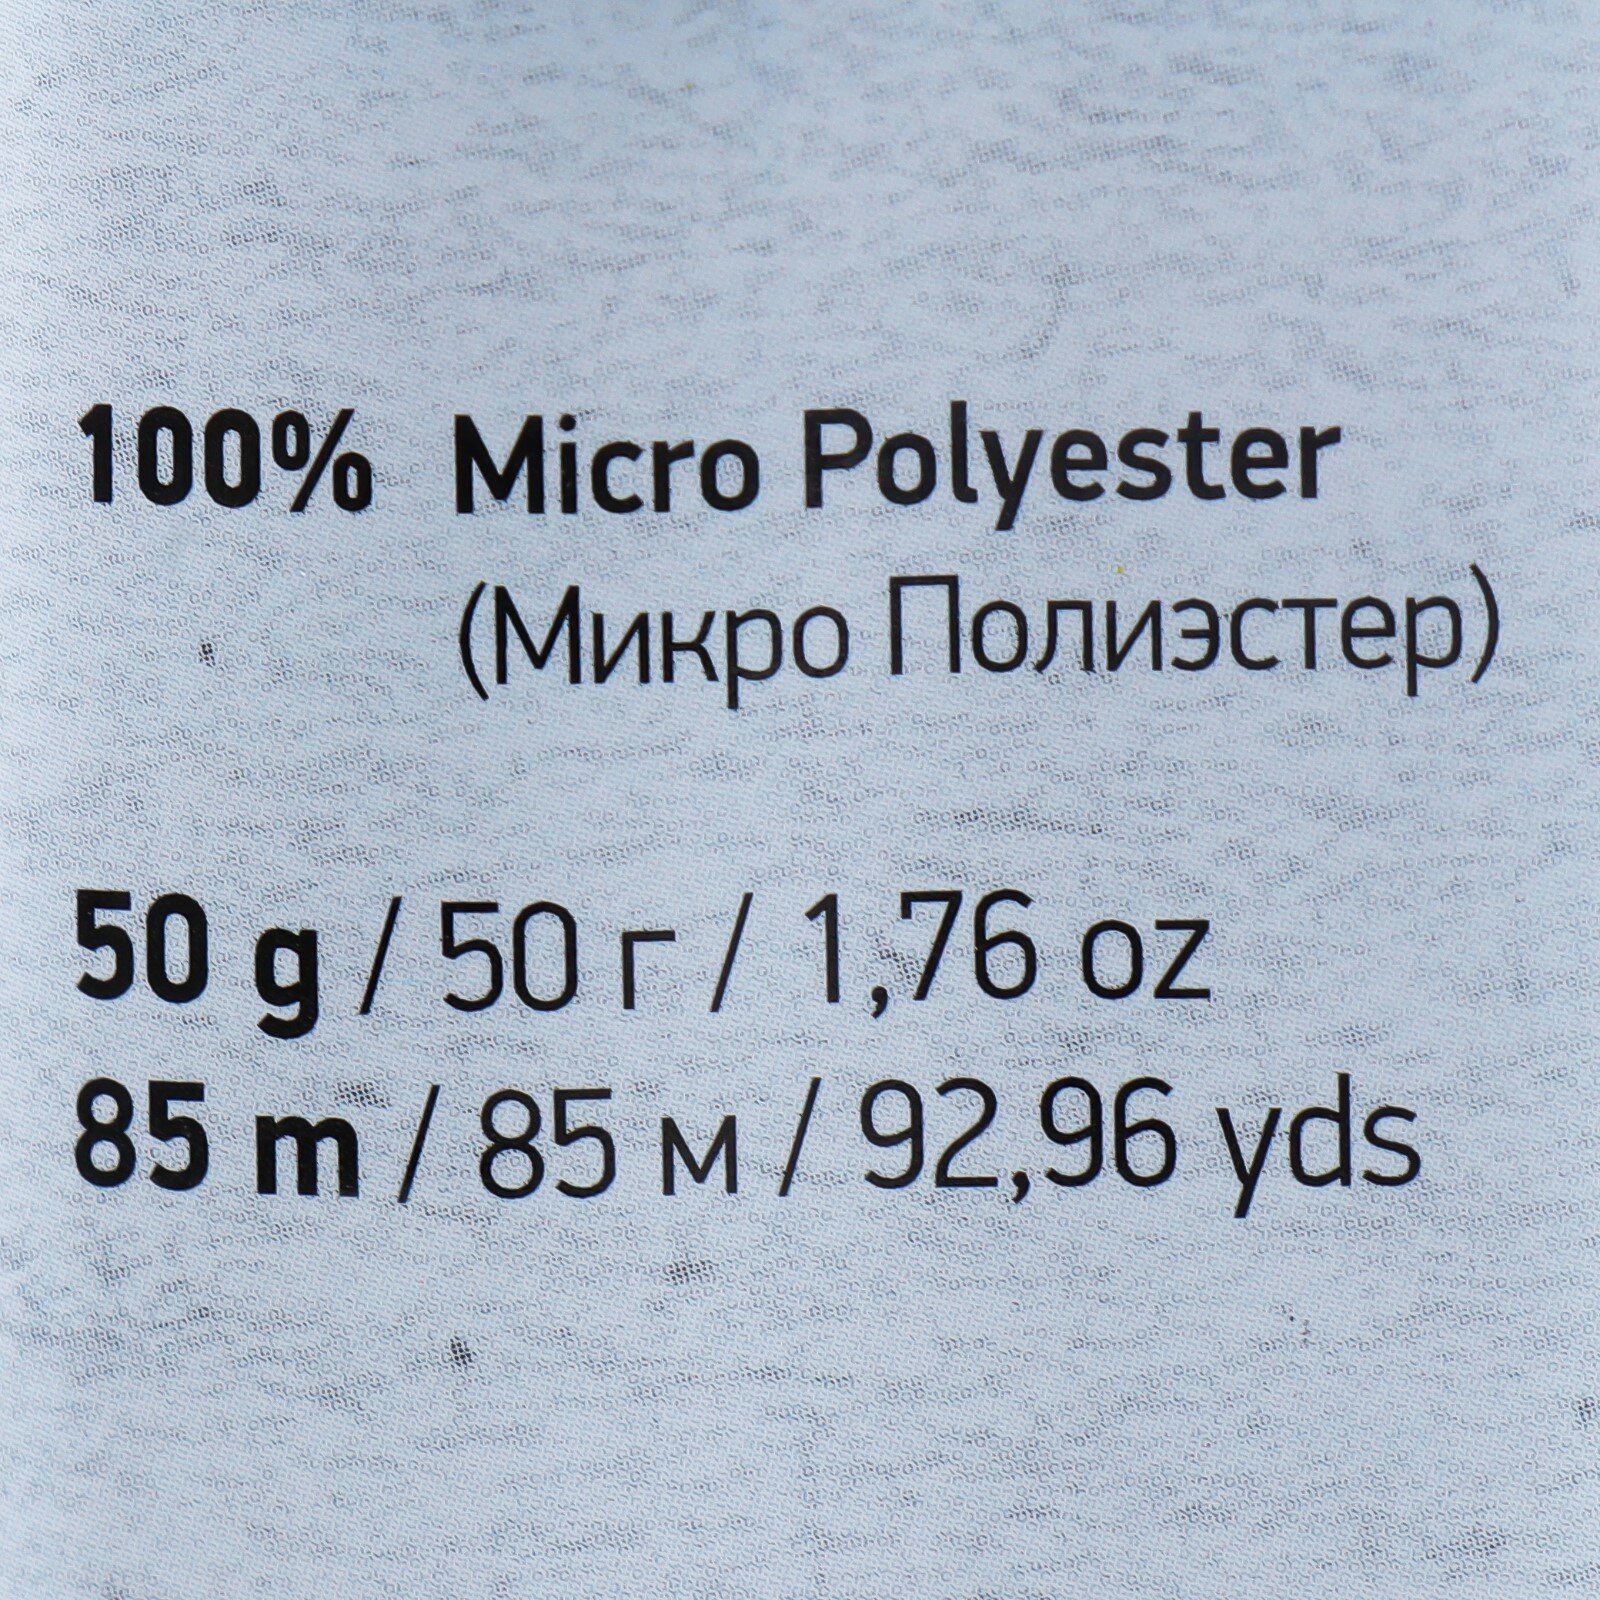 100% Micro Polyester
(Микро Полиэстер)
50 g / 50 г / 1,76 oz
85 m / 85 м / 92,96 yds